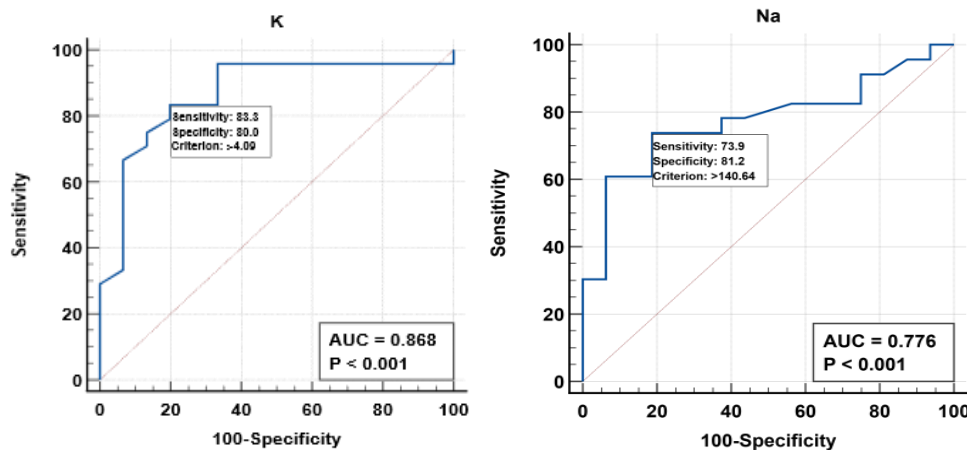 K
100
80
60
40
20
0
0 20 40 60 80 100
Sensitivity
100-Specificity
Sensitivity: 83.3
Specificity: 80.0
Criterion: >4.09
AUC = 0.868
P < 0.001
Na
100
80
60
40
20
0
0 20 40 60 80 100
Sensitivity
100-Specificity
Sensitivity: 73.9
Specificity: 81.2
Criterion: >140.64
AUC = 0.776
P < 0.001